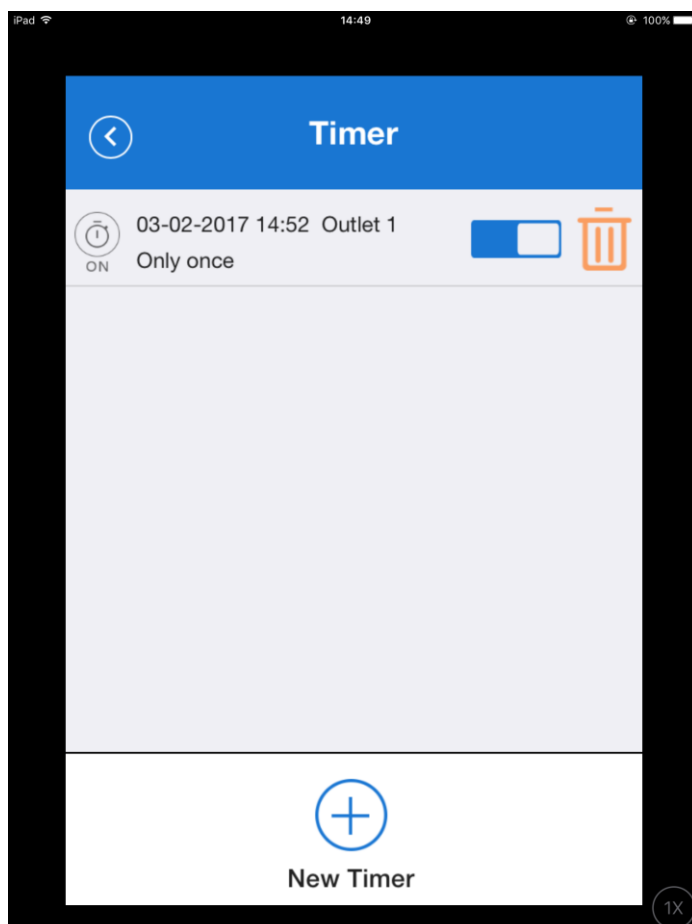 iPad 14:49 100%
Timer
03-02-2017 14:52 Outlet 1
Only once
ON
New Timer
1X